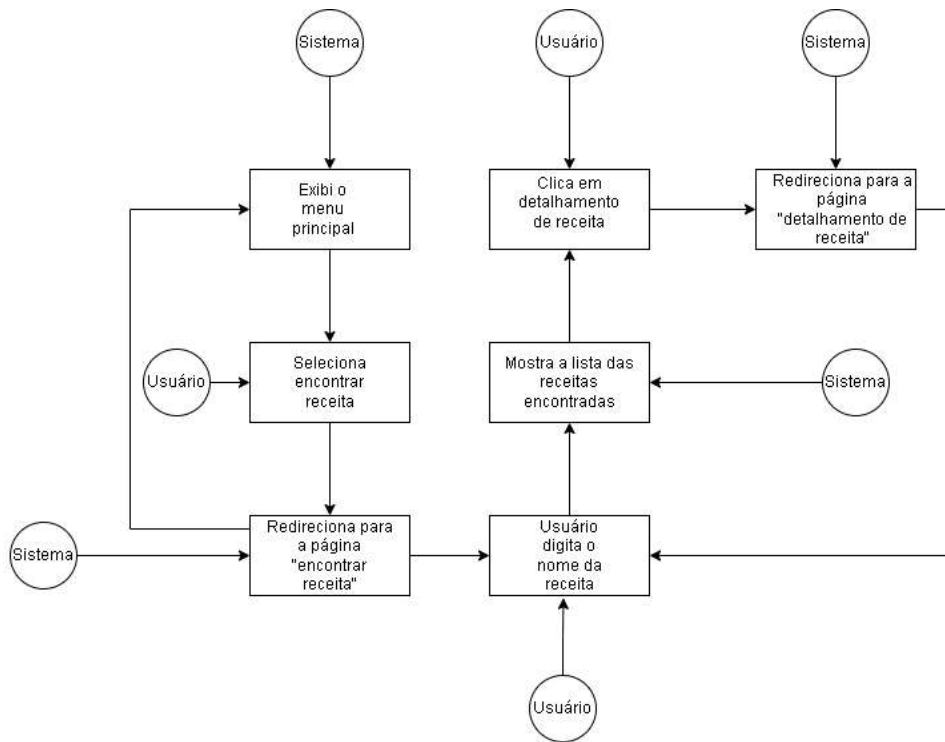 Sistema
Usuário
Sistema
Exibi o
menu
principal
Clica em
detalhamento
de receita
Redireciona para a
página
"detalhamento de
receita"
Usuário
Seleciona
encontrar
receita
Mostra a lista das
receitas
encontradas
Sistema
Sistema
Redireciona para
a página
"encontrar
receita"
Usuário
digita o
nome da
receita
Usuário